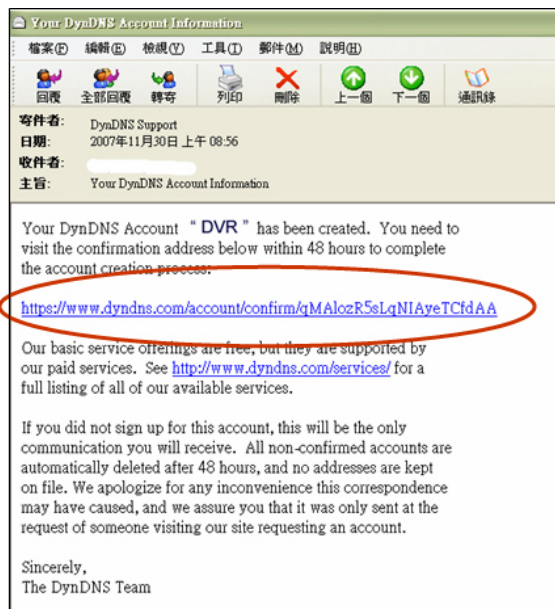 Your DynDNS Account Information
檔案(F) 編輯(E) 檢視(V) 工具(T) 郵件(M) 說明(H)
回覆 全部回覆 轉寄 列印 刪除 上一個 下一個 通訊錄
寄件者: DynDNS Support
日期: 2007年11月30日 上午 08:56
收件者:
主旨: Your DynDNS Account Information
Your DynDNS Account “ DVR ” has been created. You need to
visit the confirmation address below within 48 hours to complete
the account creation process:
https://www.dyndns.com/account/confirm/qMAlozR5sLqNIAyeTCfdAA
Our basic service offerings are free, but they are supported by
our paid services. See http://www.dyndns.com/services/ for a
full listing of all of our available services.
If you did not sign up for this account, this will be the only
communication you will receive. All non-confirmed accounts are
automatically deleted after 48 hours, and no addresses are kept
on file. We apologize for any inconvenience this correspondence
may have caused, and we assure you that it was only sent at the
request of someone visiting our site requesting an account.
Sincerely,
The DynDNS Team